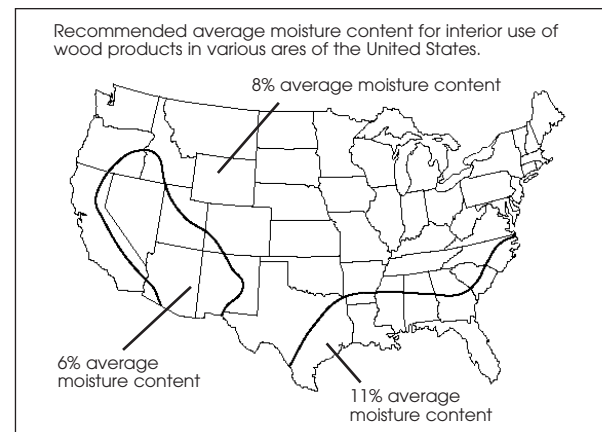 Recommended average moisture content for interior use of
wood products in various ares of the United States.
8% average moisture content
6% average
moisture content
11% average
moisture content